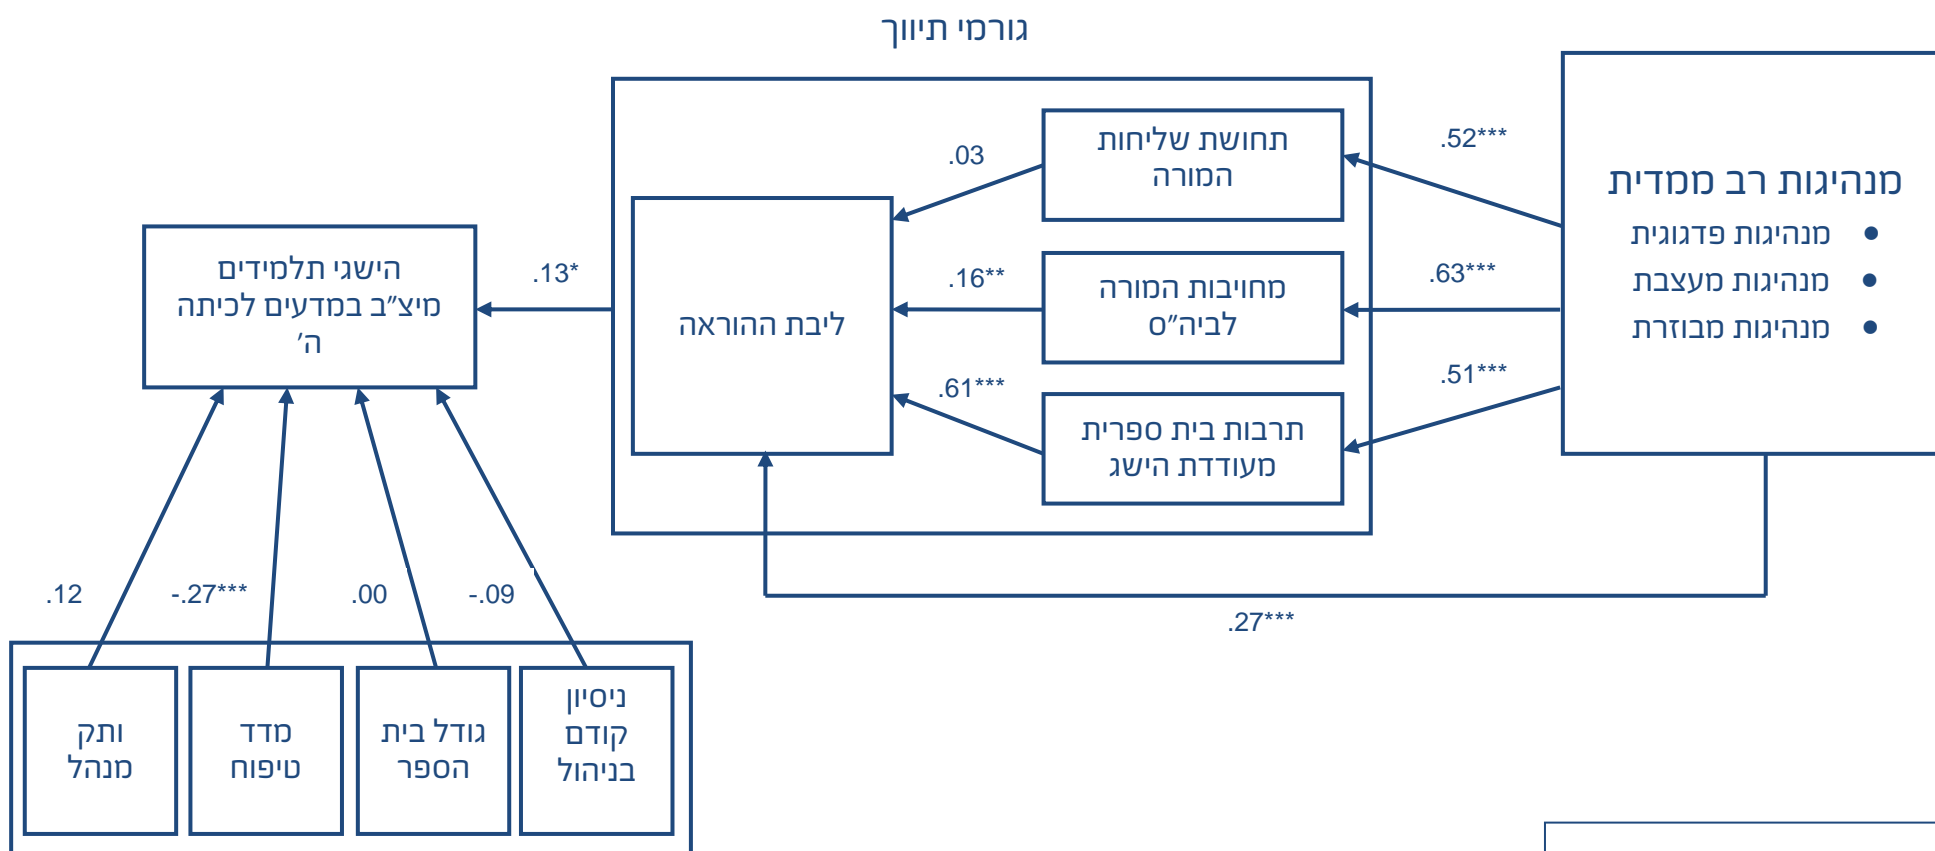 גורמי תיווך
מנהיגות רב ממדית
• מנהיגות פדגוגית
• מנהיגות מעצבת
• מנהיגות מבוזרת
.52***
.63***
.51***
תחושת שליחות
המורה
מחויבות המורה
לביה״ס
תרבות בית ספרית
מעודדת הישג
.03
.16**
.61***
ליבת ההוראה
.27***
.13*
הישגי תלמידים
מיצ״ב במדעים לכיתה
ה׳
-.09
.00
-.27***
.12
ניסיון
קודם
בניהול
גודל בית
הספר
מדד
טיפוח
ותק
מנהל